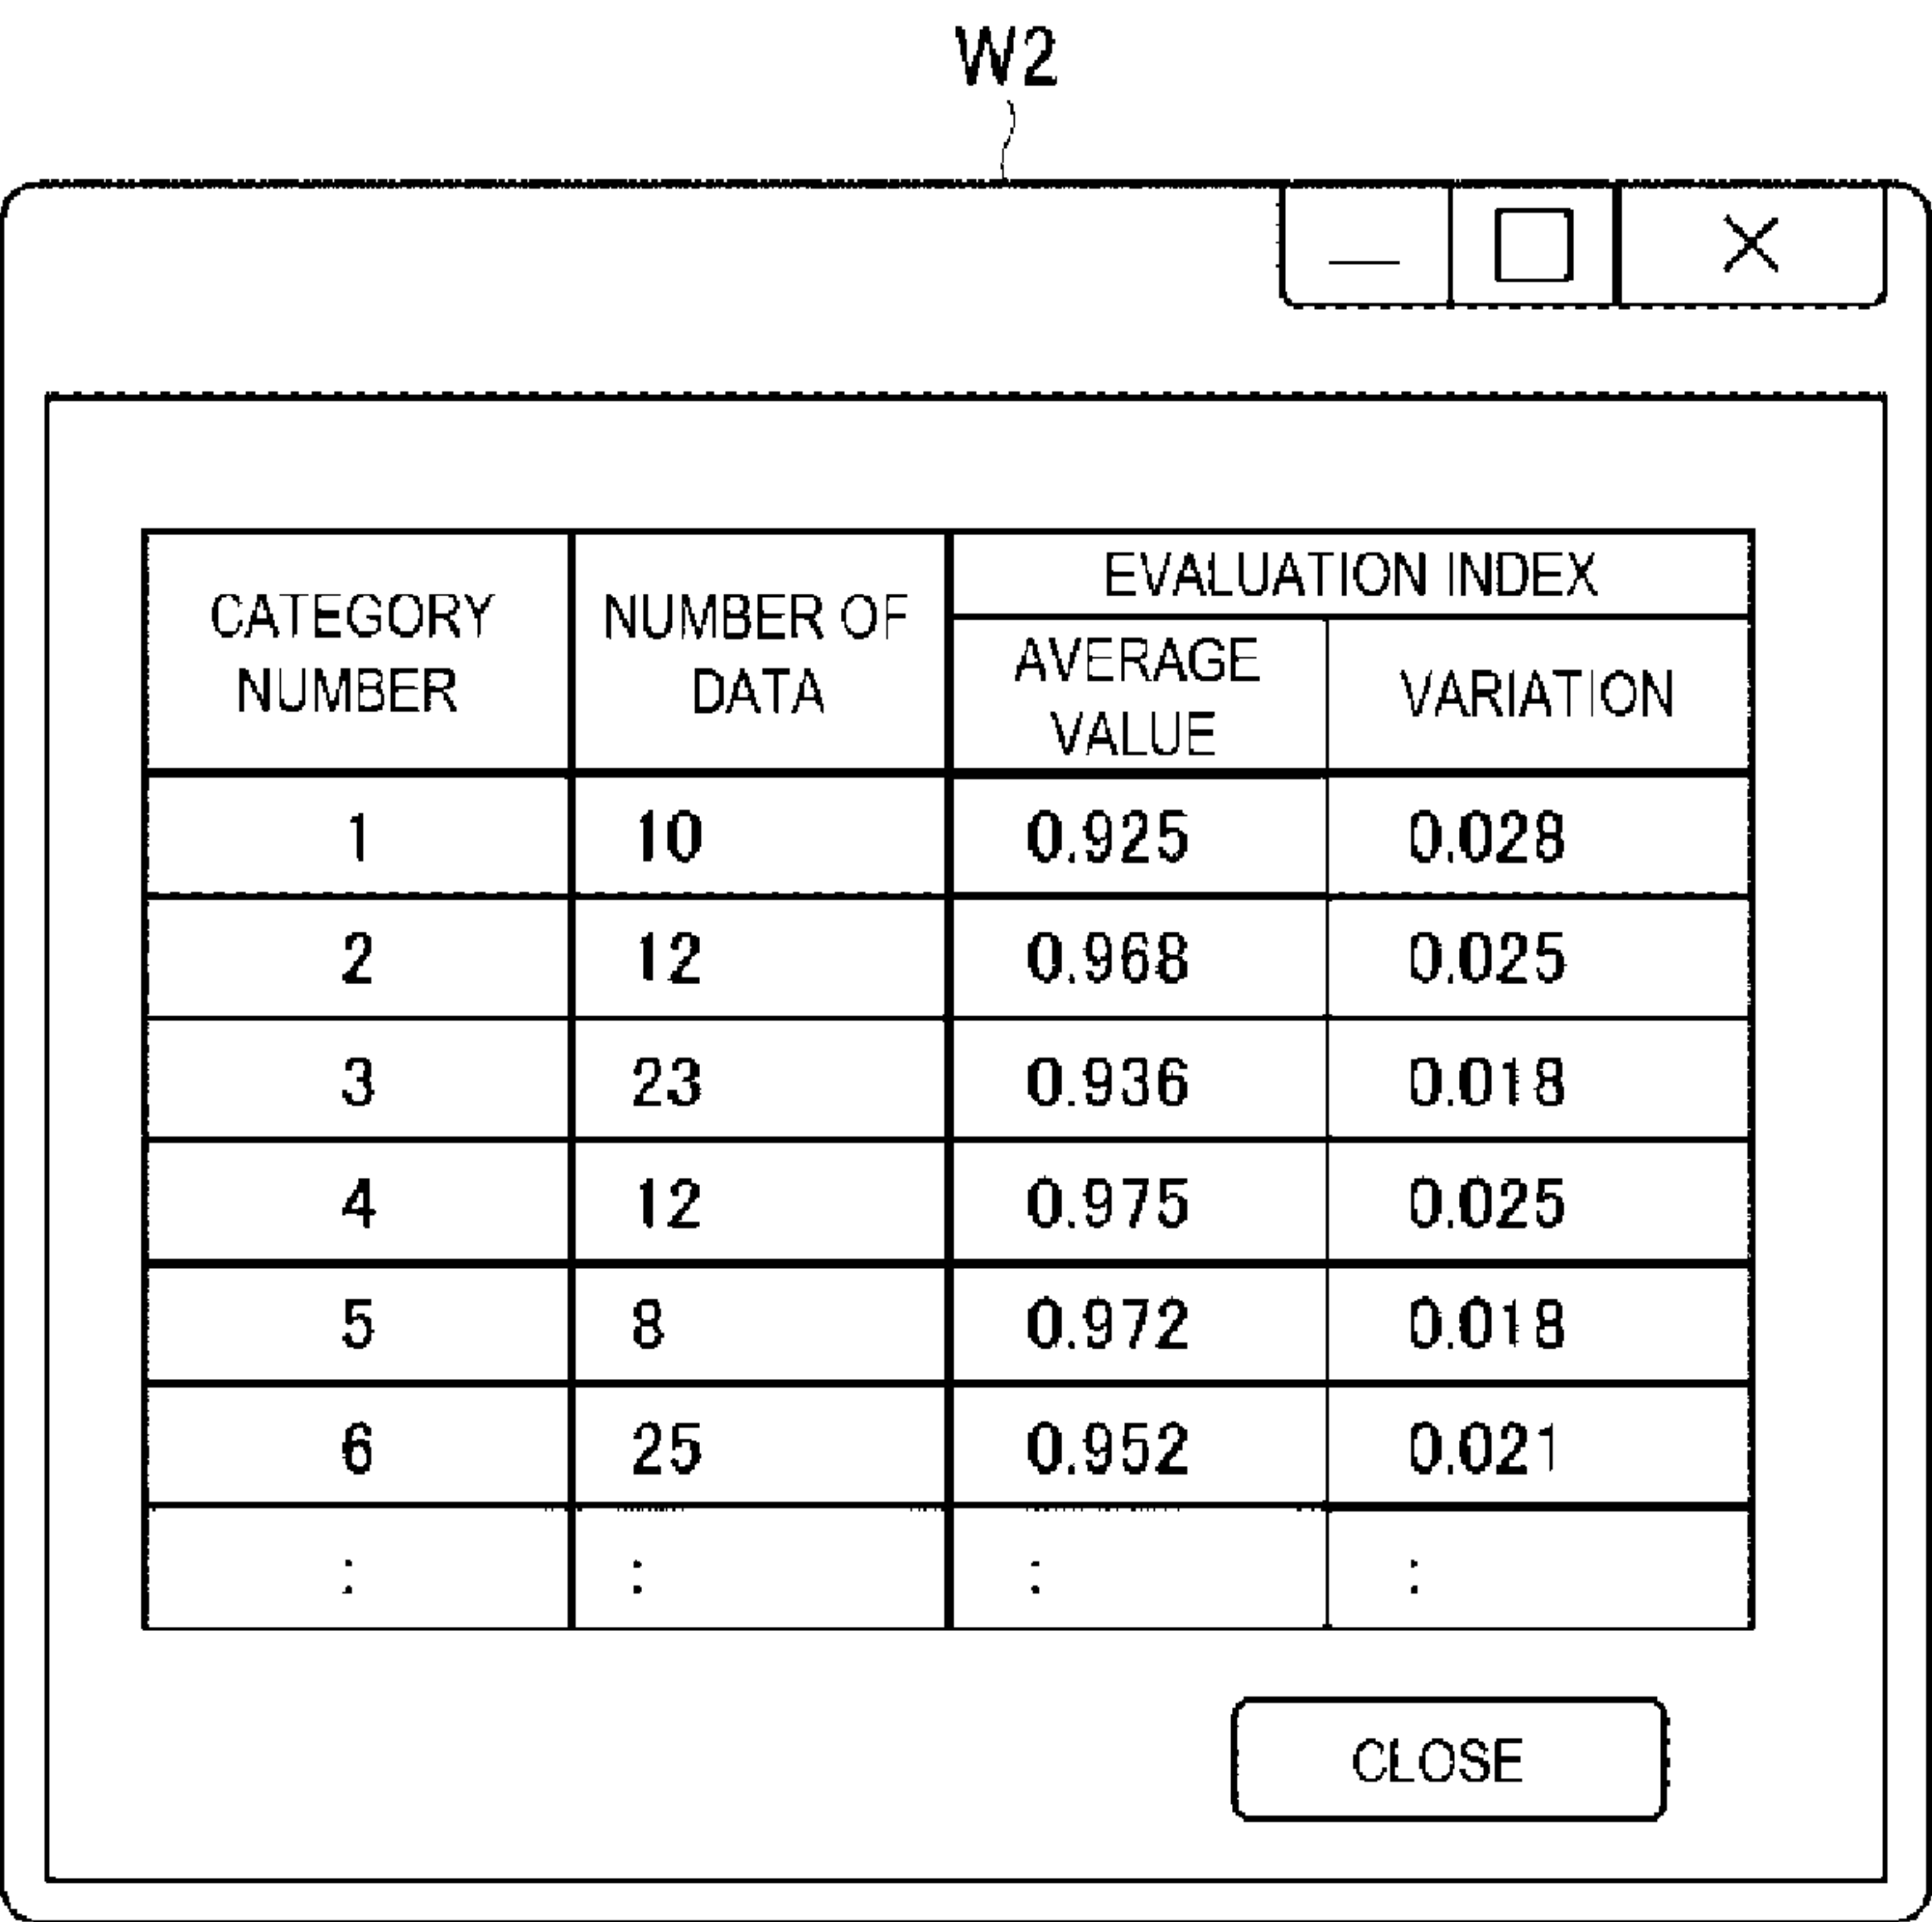 W2
EVALUATION INDEX
CATEGORY NUMBER OF
NUMBER DATA
AVERAGE
VALUE VARIATION
1 10 0.925 0.028
2 12 0.968 0.025
3 23 0.936 0.018
4 12 0.975 0.025
5 8 0.972 0.018
6 25 0.952 0.021
: : : :
CLOSE